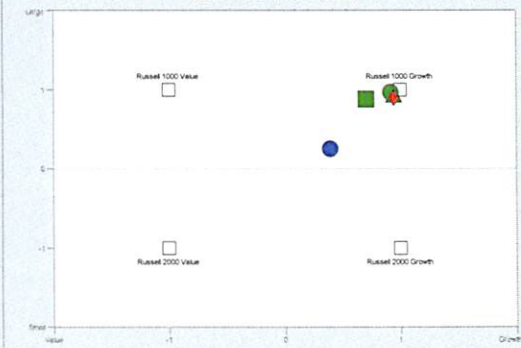 Large
Russell 1000 Value
Russell 1000 Growth
1
0
-1
Russell 2000 Value
Russell 2000 Growth
Small
Value
-1
0
1
Growth